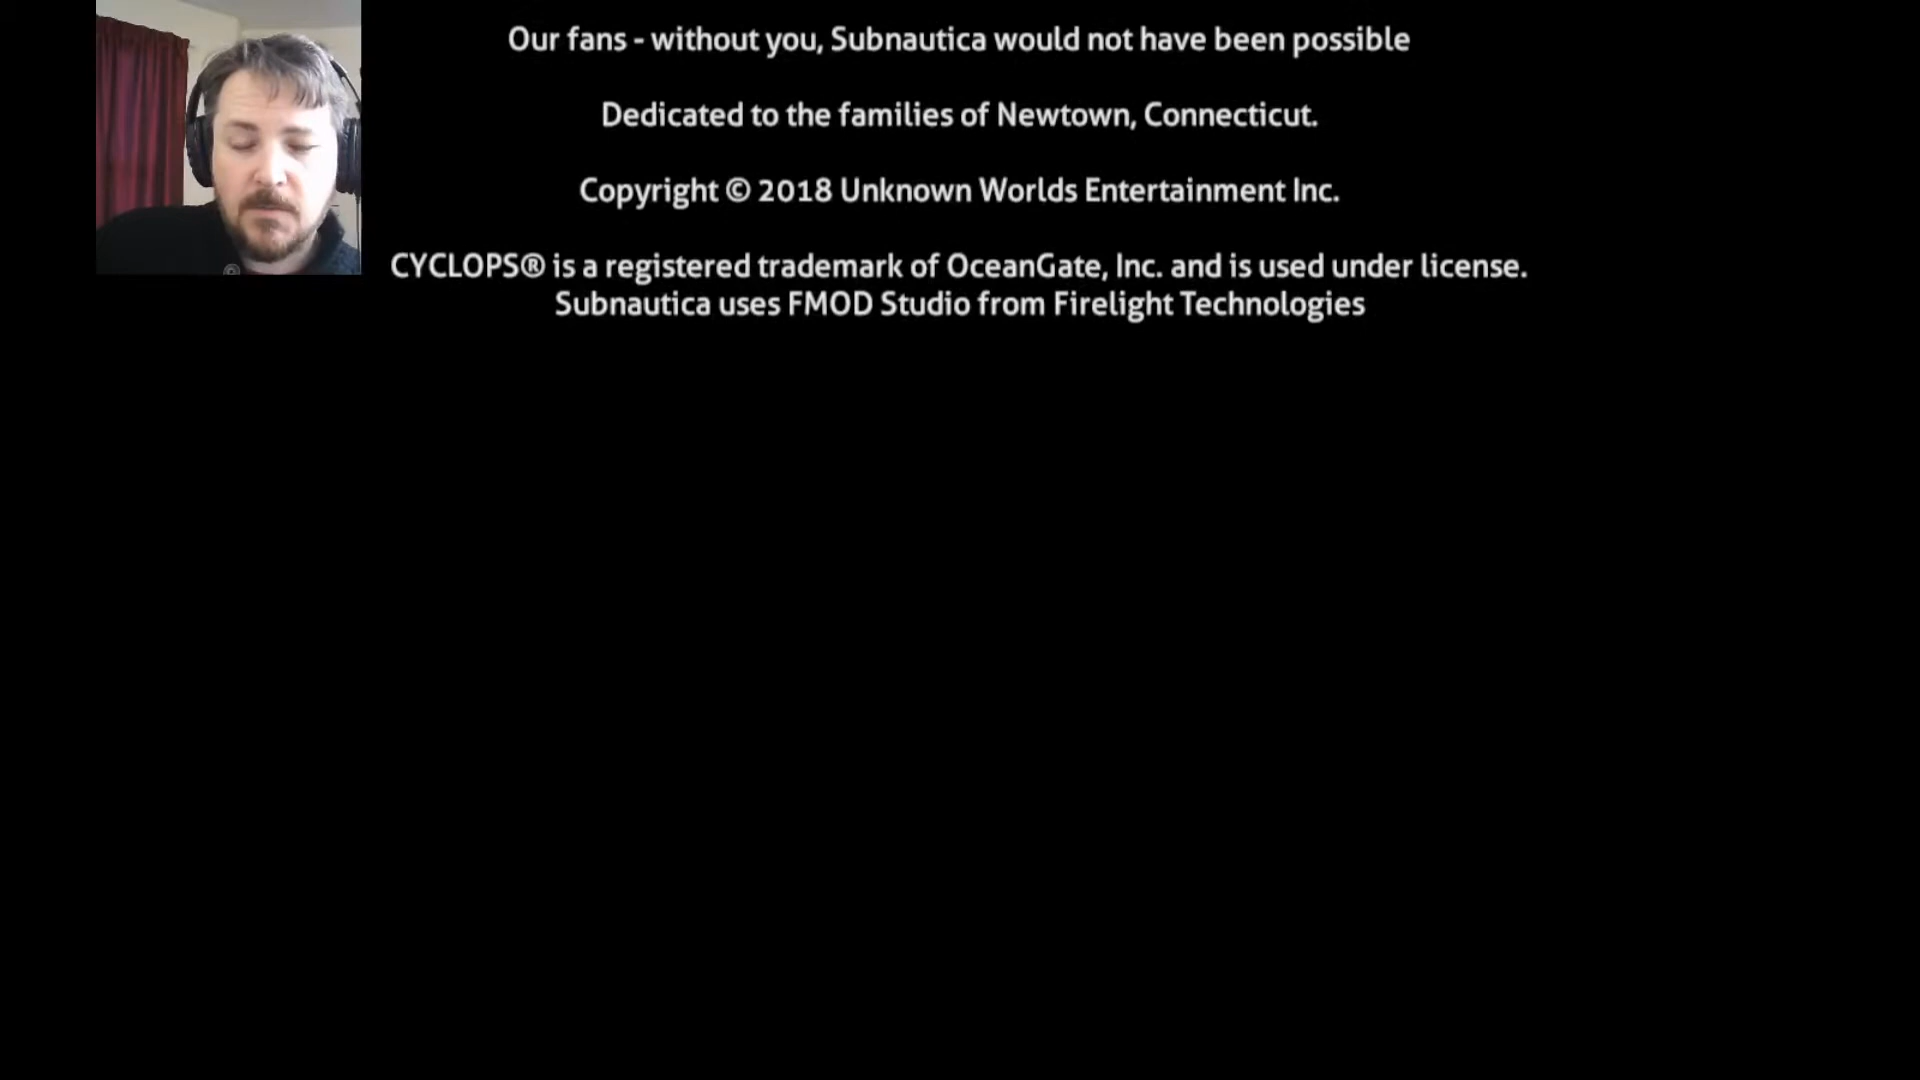 Our fans - without you, Subnautica would not have been possible
Dedicated to the families of Newtown, Connecticut.
Copyright © 2018 Unknown Worlds Entertainment Inc.
CYCLOPS® is a registered trademark of OceanGate, Inc. and is used under license.
Subnautica uses FMOD Studio from Firelight Technologies